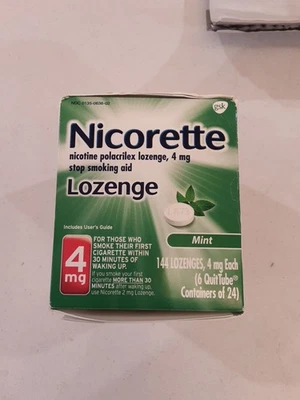 gsk
Nicorette
nicotine polacrilex lozenge, 4 mg
stop smoking aid
Lozenge
Includes User's Guide
Mint
4
mg
FOR THOSE WHO
SMOKE THEIR FIRST
CIGARETTE WITHIN
30 MINUTES OF
WAKING UP.
If you smoke your first
cigarette MORE THAN 30
MINUTES after waking up,
use Nicorette 2 mg Lozenge.
144 LOZENGES, 4 mg Each
(6 QuitTube
Containers of 24)